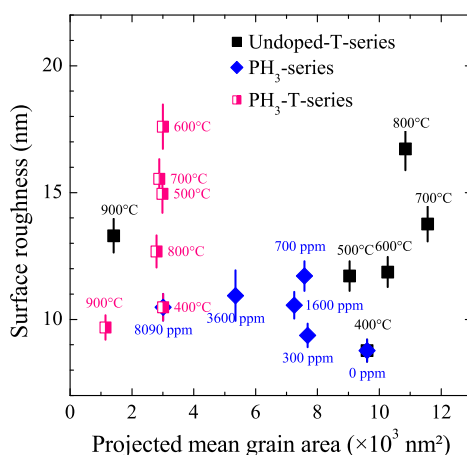 Undoped-T-series
PH₃-series
PH₃-T-series
Surface roughness (nm)
20
15
10
600°C
700°C
500°C
800°C
400°C
900°C
900°C
800°C
700°C
600°C
500°C
400°C
8090 ppm
3600 ppm
700 ppm
1600 ppm
300 ppm
0 ppm
0 2 4 6 8 10 12
Projected mean grain area (×10³ nm²)